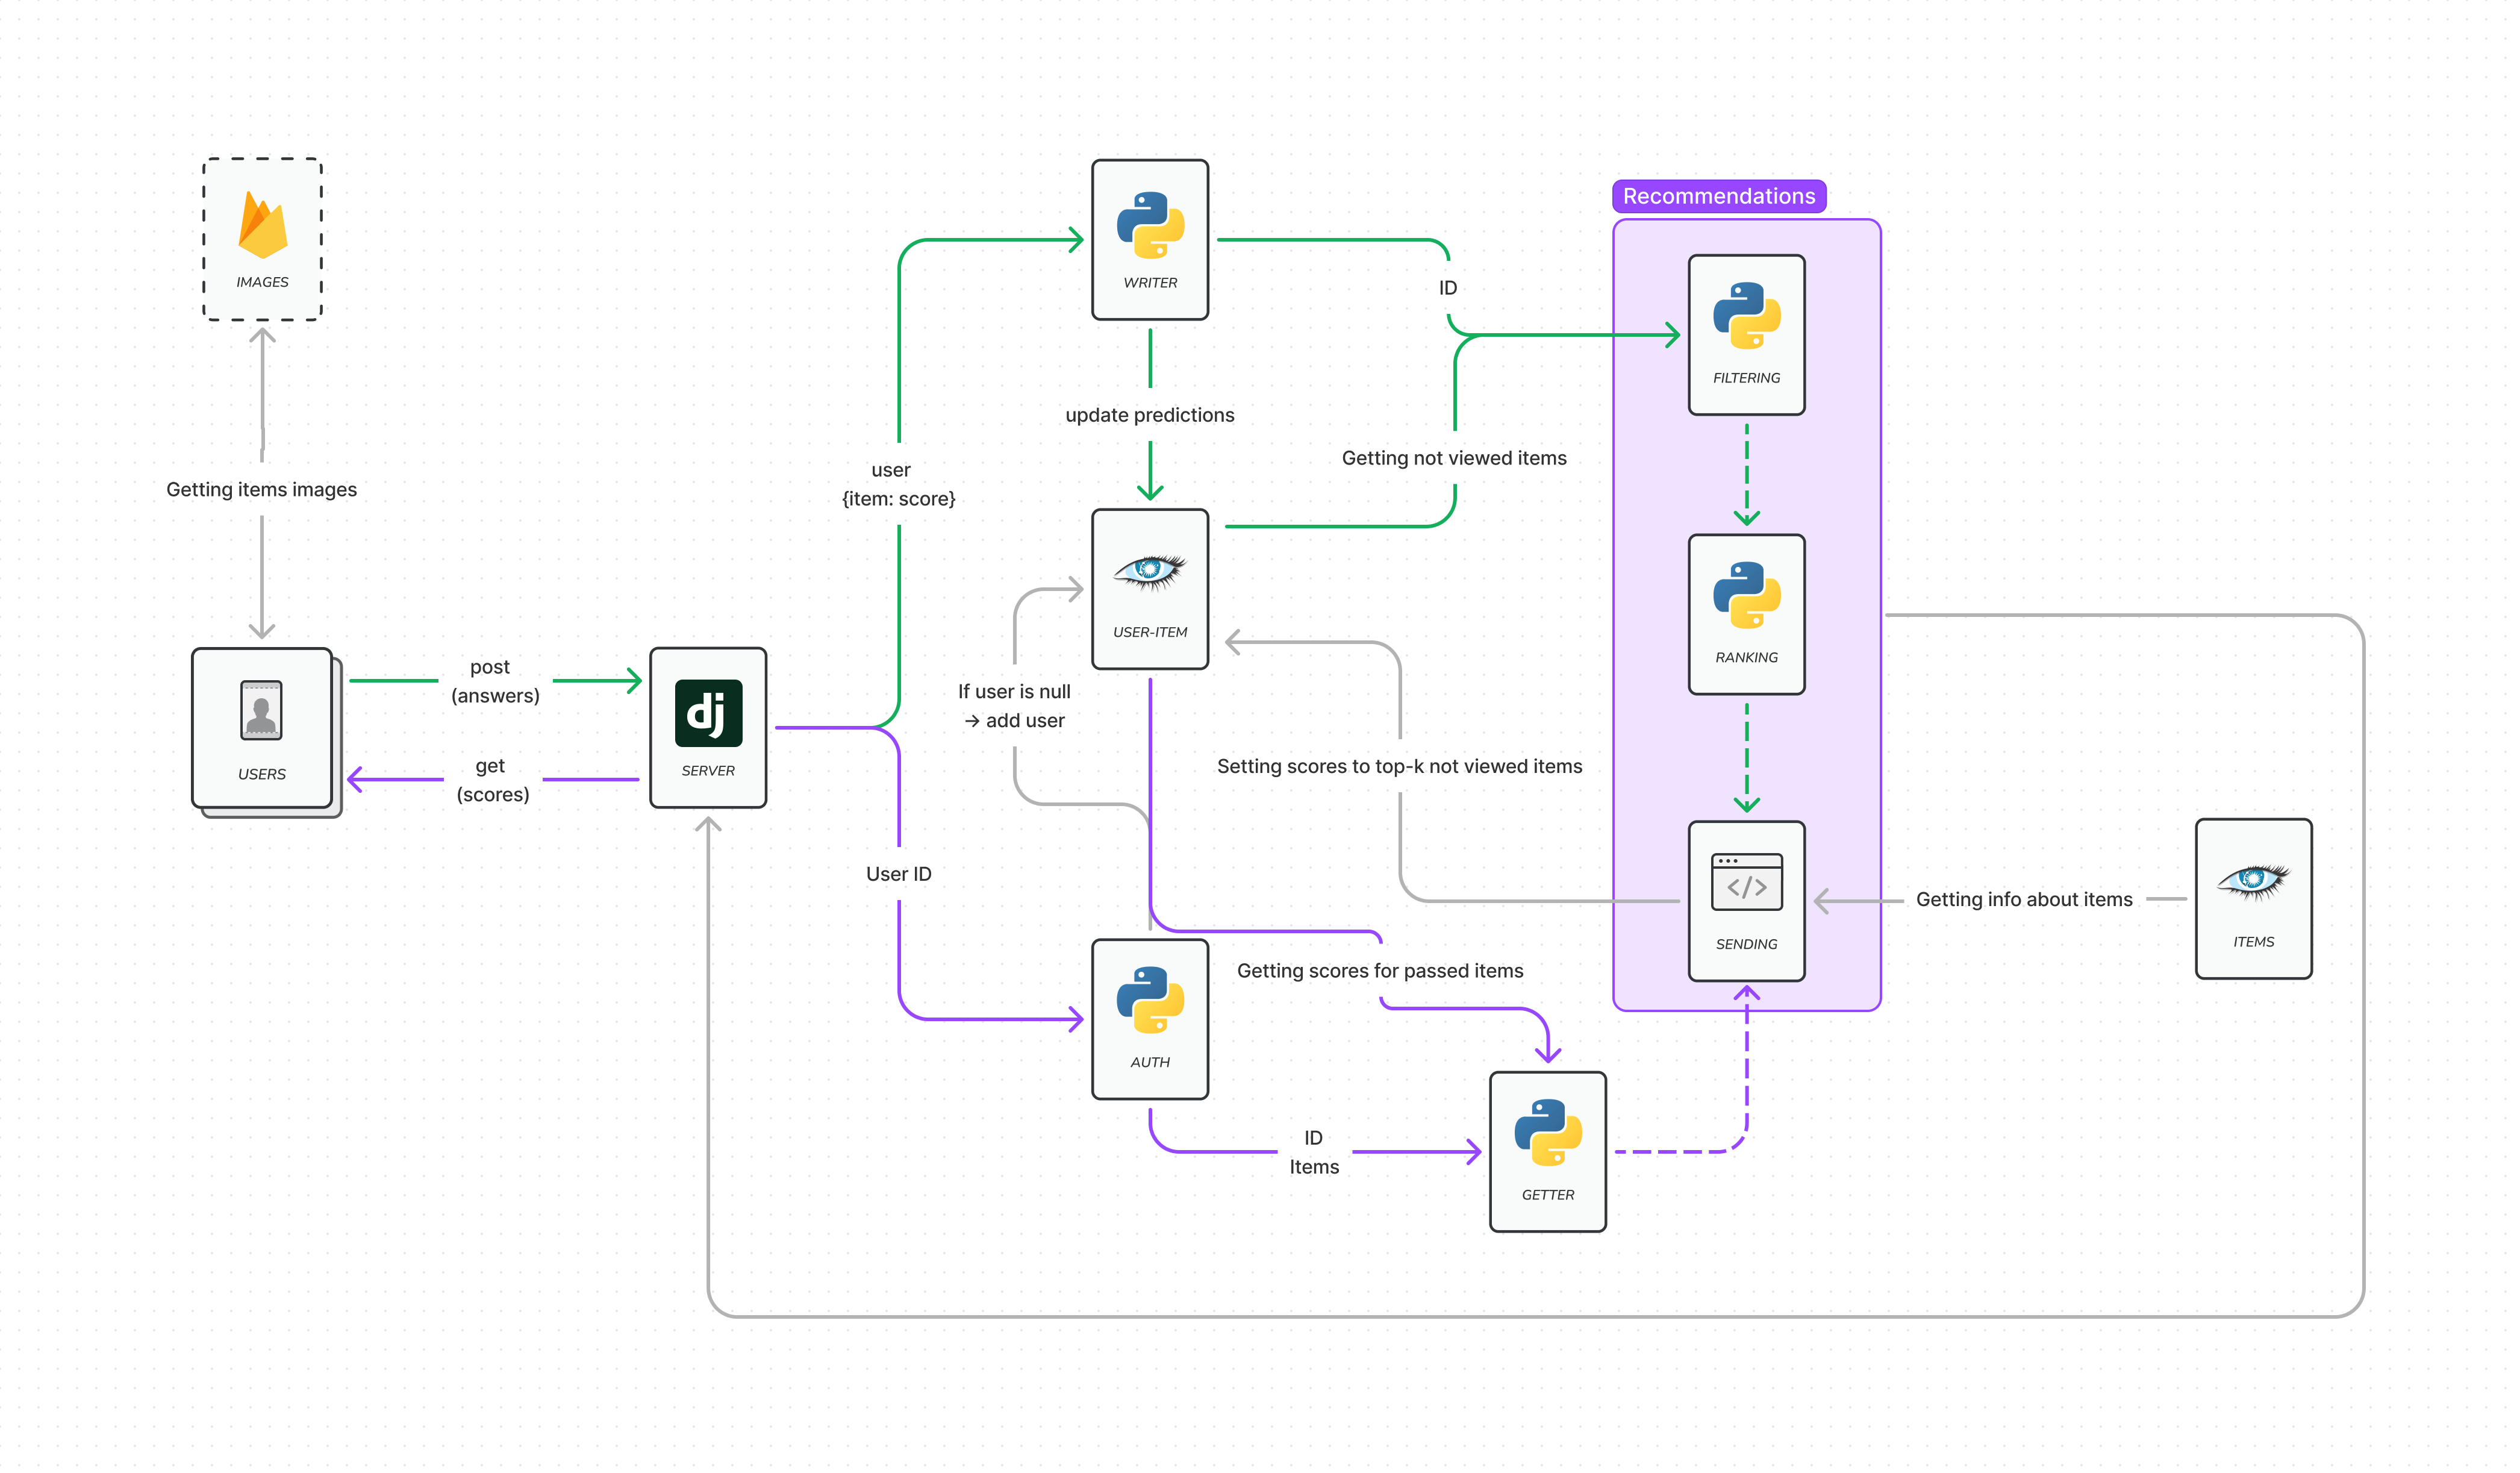 IMAGES
Getting items images
USERS
post
(answers)
get
(scores)
dj
SERVER
user
{item: score}
User ID
WRITER
update predictions
USER-ITEM
If user is null
→ add user
AUTH
ID
Getting not viewed items
Setting scores to top-k not viewed items
Getting scores for passed items
ID
Items
GETTER
Recommendations
FILTERING
RANKING
</>
SENDING
Getting info about items
ITEMS